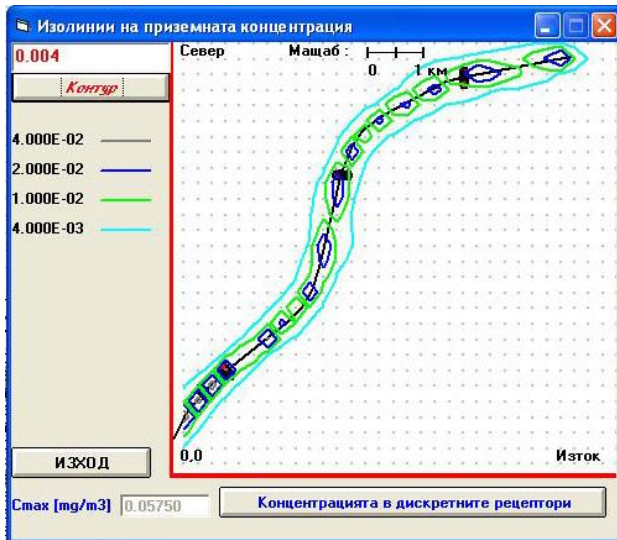 Изолинии на приземната концентрация
0.004
Контур
4.000E-02
2.000E-02
1.000E-02
4.000E-03
Север Мащаб :
0 1 км
0,0 Изток
ИЗХОД
Cmax [mg/m3] 0.05750 Концентрацията в дискретните рецептори